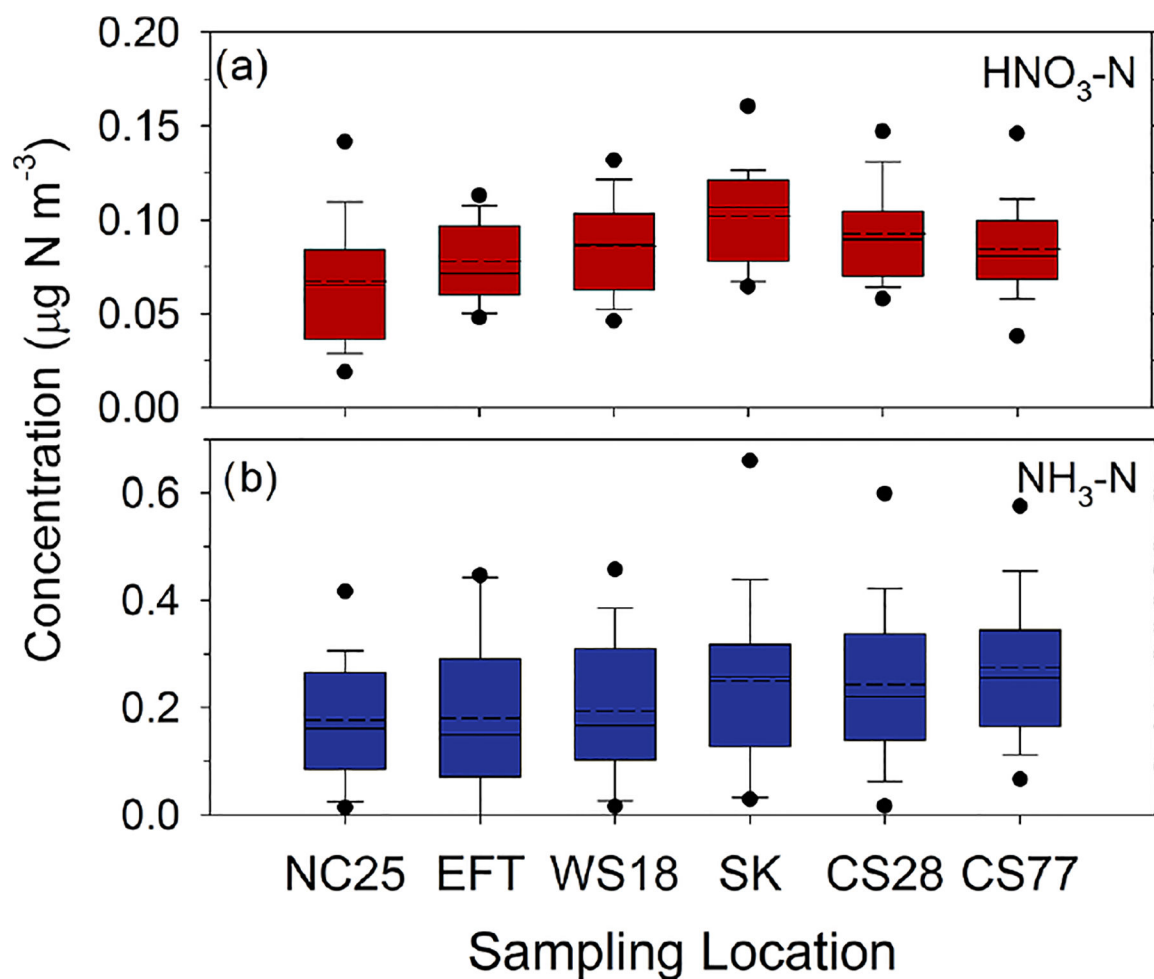 (a)
HNO₃-N
0.20
0.15
0.10
0.05
0.00
Concentration (µg N m⁻³)
(b)
NH₃-N
0.6
0.4
0.2
0.0
NC25 EFT WS18 SK CS28 CS77
Sampling Location